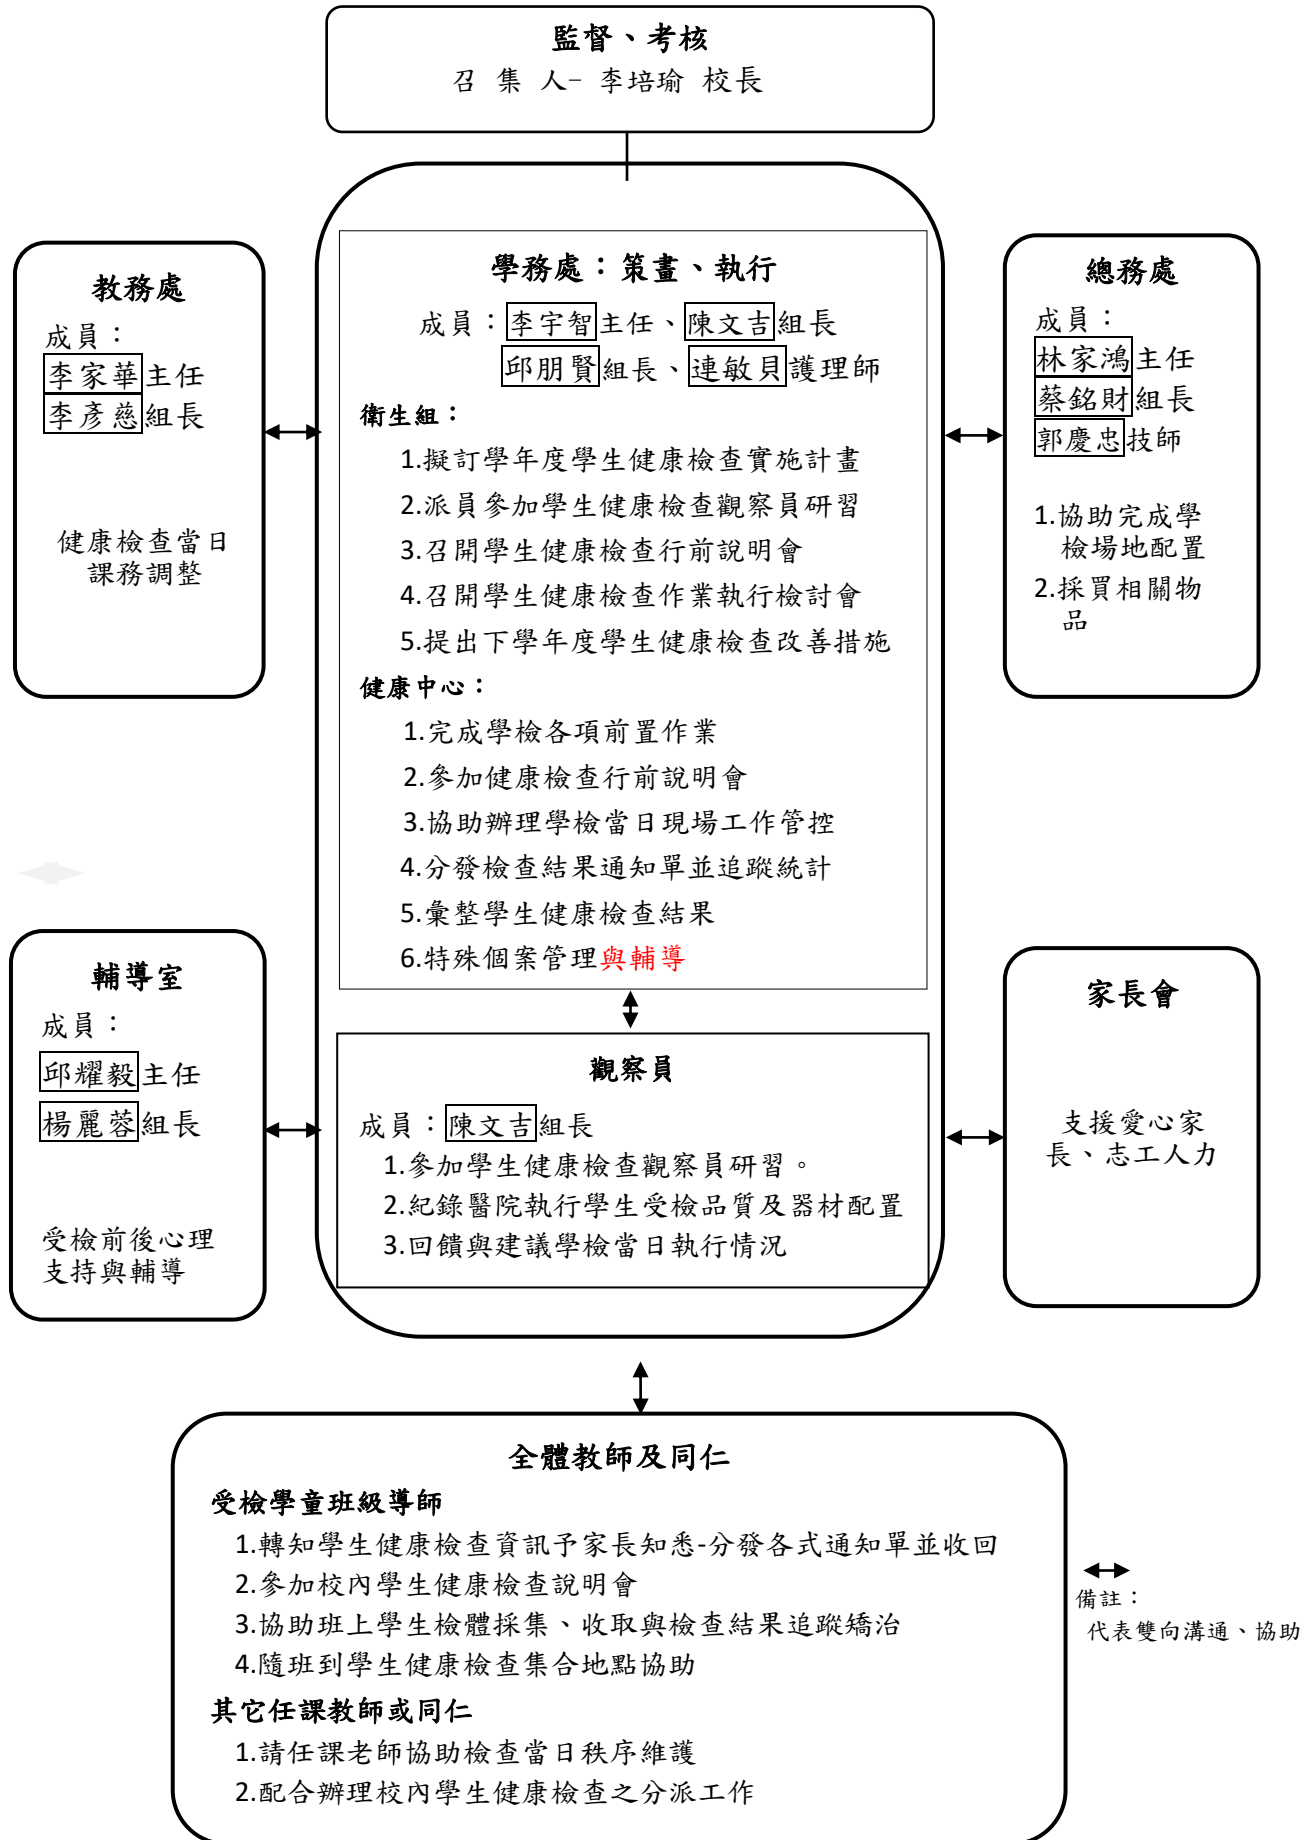 監督、考核
召 集 人- 李培瑜 校長
教務處
成員：
李家華主任
李彥慈組長
健康檢查當日
課務調整
學務處：策畫、執行
成員：李宇智主任、陳文吉組長
邱朋賢組長、連敏貝護理師
衛生組：
1.擬訂學年度學生健康檢查實施計畫
2.派員參加學生健康檢查觀察員研習
3.召開學生健康檢查行前說明會
4.召開學生健康檢查作業執行檢討會
5.提出下學年度學生健康檢查改善措施
健康中心：
1.完成學檢各項前置作業
2.參加健康檢查行前說明會
3.協助辦理學檢當日現場工作管控
4.分發檢查結果通知單並追蹤統計
5.彙整學生健康檢查結果
6.特殊個案管理與輔導
總務處
成員：
林家鴻主任
蔡銘財組長
郭慶忠技師
1.協助完成學
檢場地配置
2.採買相關物
品
輔導室
成員：
邱耀毅主任
楊麗蓉組長
受檢前後心理
支持與輔導
觀察員
成員：陳文吉組長
1.參加學生健康檢查觀察員研習。
2.紀錄醫院執行學生受檢品質及器材配置
3.回饋與建議學檢當日執行情況
家長會
支援愛心家
長、志工人力
全體教師及同仁
受檢學童班級導師
1.轉知學生健康檢查資訊予家長知悉-分發各式通知單並收回
2.參加校內學生健康檢查說明會
3.協助班上學生檢體採集、收取與檢查結果追蹤矯治
4.隨班到學生健康檢查集合地點協助
其它任課教師或同仁
1.請任課老師協助檢查當日秩序維護
2.配合辦理校內學生健康檢查之分派工作
備註：
代表雙向溝通、協助